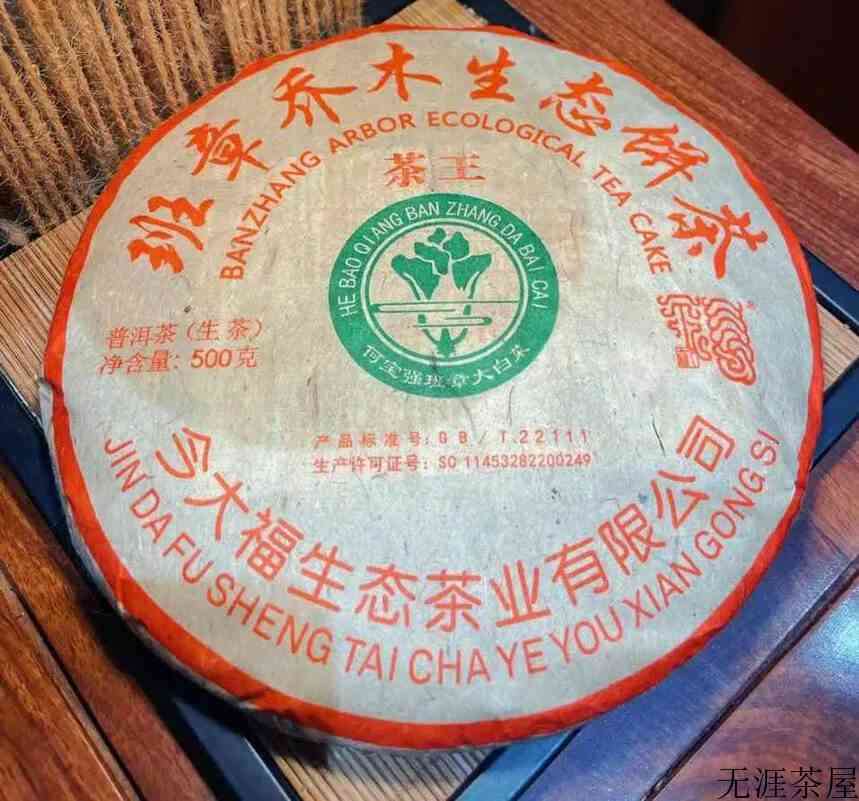 班章乔木生态饼茶
BANZHANG ARBOR ECOLOGICAL TEA CAKE
茶王
HE BAO QIANG BAN ZHANG DA BAI CAI
何宝强班章大白菜
普洱茶（生茶）
净含量：500克
产品标准号：GB/T.22111
生产许可证号：SC 11453282200249
今大福生态茶业有限公司
JIN DA FU SHENG TAI CHA YE YOU XIAN GONG SI
无涯茶屋